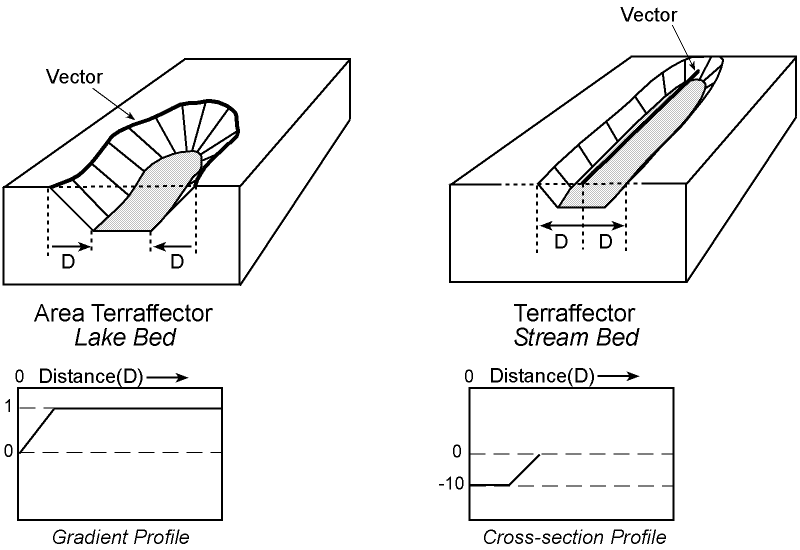 Vector
D
D
Area Terraffector
Lake Bed
0 Distance(D)
1
0
Gradient Profile
Vector
D
D
Terraffector
Stream Bed
0 Distance(D)
0
-10
Cross-section Profile